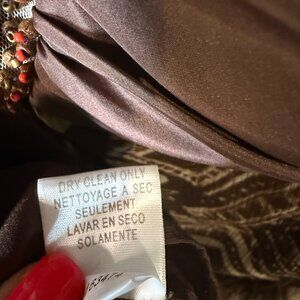 DRY CLEAN ONLY
NETTOYAGE A SEC
SEULEMENT
LAVAR EN SECO
SOLAMENTE